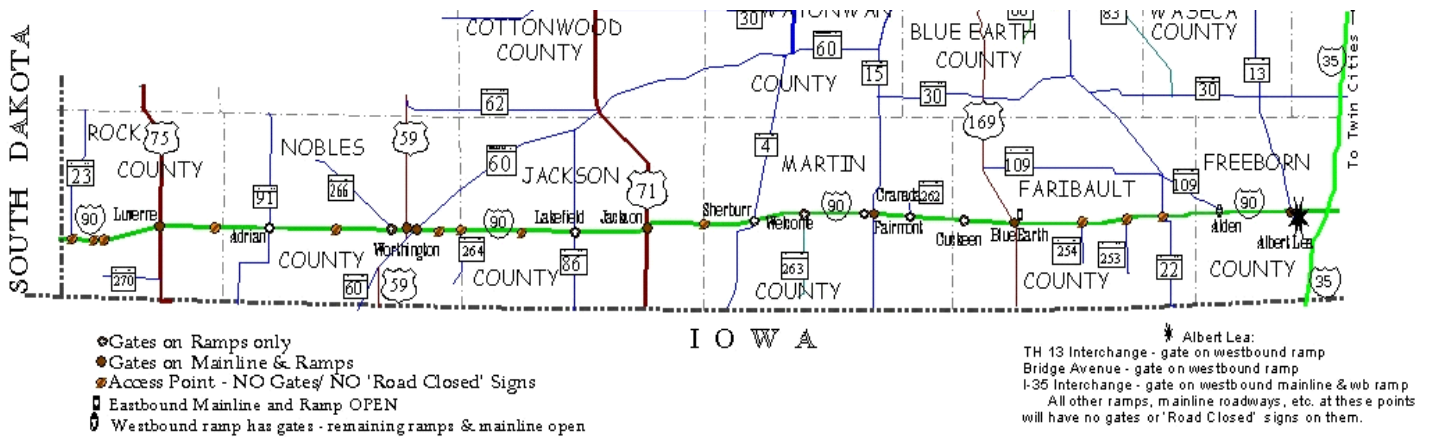 COTTONWOOD
COUNTY
30
WATONWAN
COUNTY
60
15
BLUE EARTH
COUNTY
83
WASECA
COUNTY
13
35
To Twin Cities
SOUTH DAKOTA
ROCK
COUNTY
75
23
90
Luverne
270
NOBLES
COUNTY
91
Adrian
266
59
62
60
Worthington
60
59
JACKSON
COUNTY
90
264
Lakefield
86
Jackson
71
4
MARTIN
COUNTY
Sherburn
Welcome
90
263
Granada
262
Fairmont
30
169
30
109
FARIBAULT
COUNTY
Guckeen
Blue Earth
254
253
22
109
FREEBORN
COUNTY
90
Alden
Albert Lea
35
IOWA
Gates on Ramps only
Gates on Mainline & Ramps
Access Point - NO Gates/ NO 'Road Closed' Signs
Eastbound Mainline and Ramp OPEN
Westbound ramp has gates - remaining ramps & mainline open
Albert Lea:
TH 13 Interchange - gate on westbound ramp
Bridge Avenue - gate on westbound ramp
I-35 Interchange - gate on westbound mainline & wb ramp
All other ramps, mainline roadways, etc. at these points
will have no gates or 'Road Closed' signs on them.